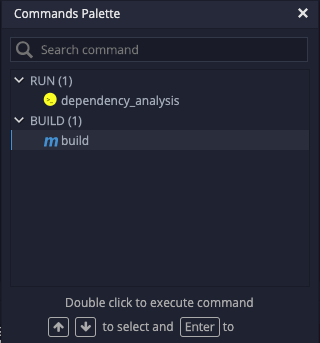 Commands Palette
Search command
RUN (1)
>_ dependency_analysis
BUILD (1)
m build
Double click to execute command
to select and Enter to